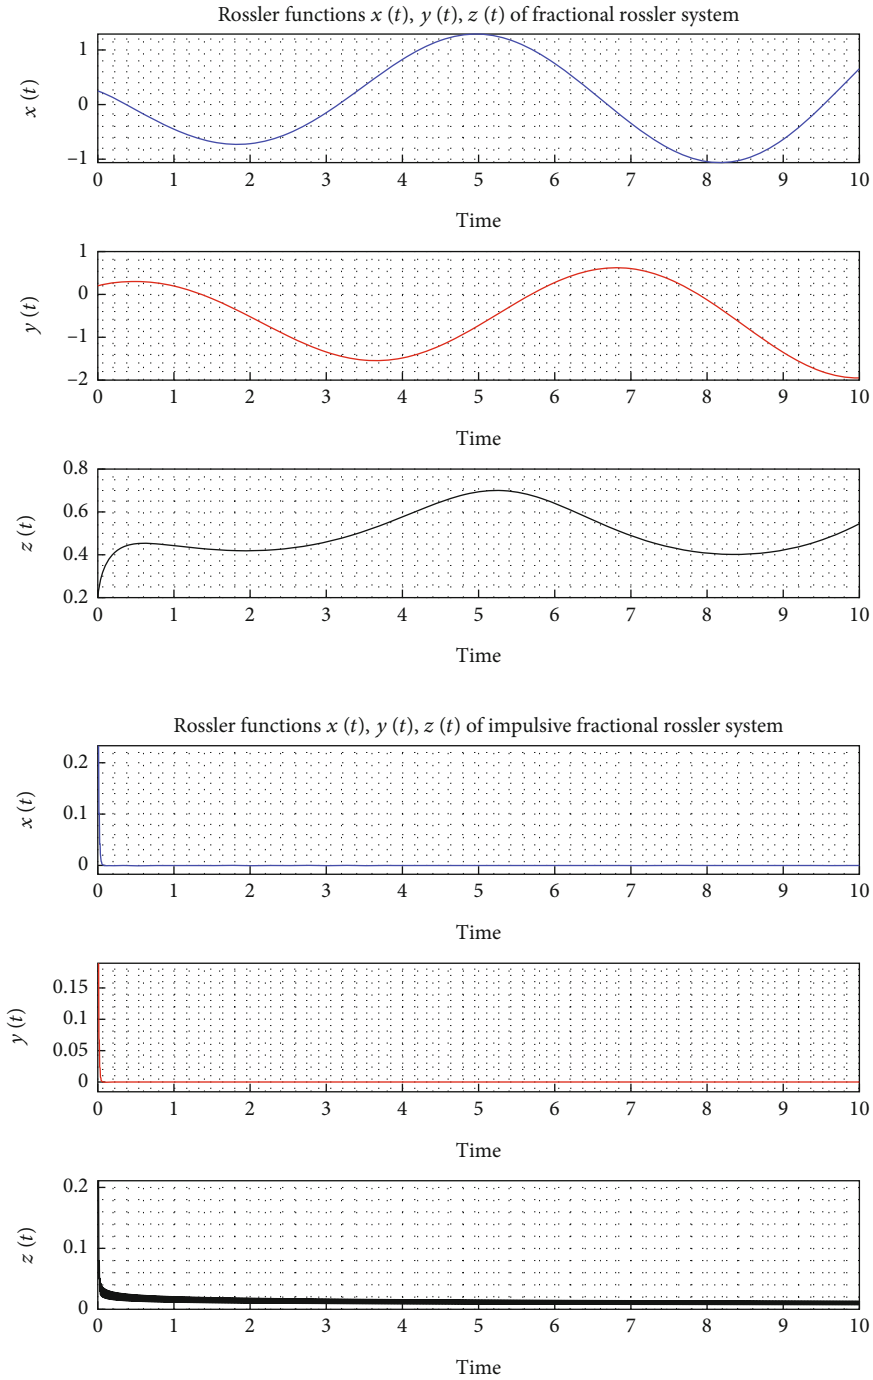 Rossler functions x (t), y (t), z (t) of fractional rossler system
1
0
−1
x (t)
0 1 2 3 4 5 6 7 8 9 10
Time
1
0
−1
−2
y (t)
0 1 2 3 4 5 6 7 8 9 10
Time
0.8
0.6
0.4
0.2
z (t)
0 1 2 3 4 5 6 7 8 9 10
Time
Rossler functions x (t), y (t), z (t) of impulsive fractional rossler system
0.2
0.1
0
x (t)
0 1 2 3 4 5 6 7 8 9 10
Time
0.15
0.1
0.05
0
y (t)
0 1 2 3 4 5 6 7 8 9 10
Time
0.2
0.1
0
z (t)
0 1 2 3 4 5 6 7 8 9 10
Time